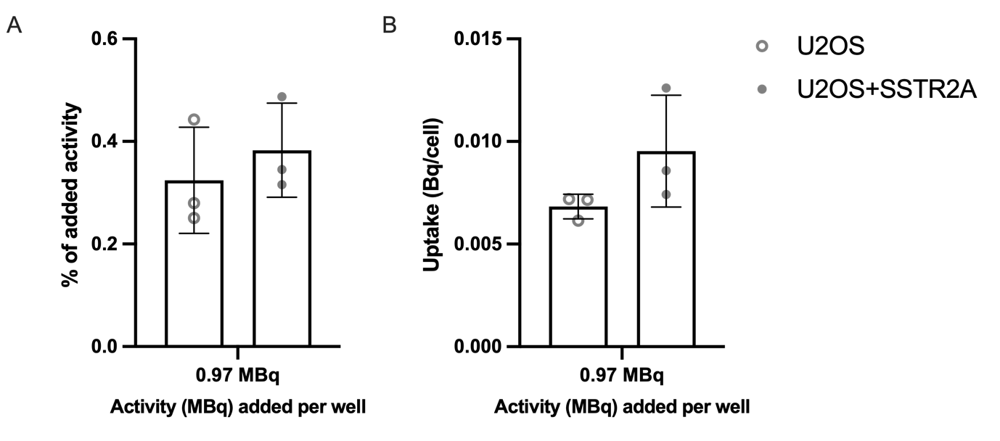 A
0.6
0.4
0.2
0.0
% of added activity
0.97 MBq
Activity (MBq) added per well
B
0.015
0.010
0.005
0.000
Uptake (Bq/cell)
0.97 MBq
Activity (MBq) added per well
U2OS
U2OS+SSTR2A